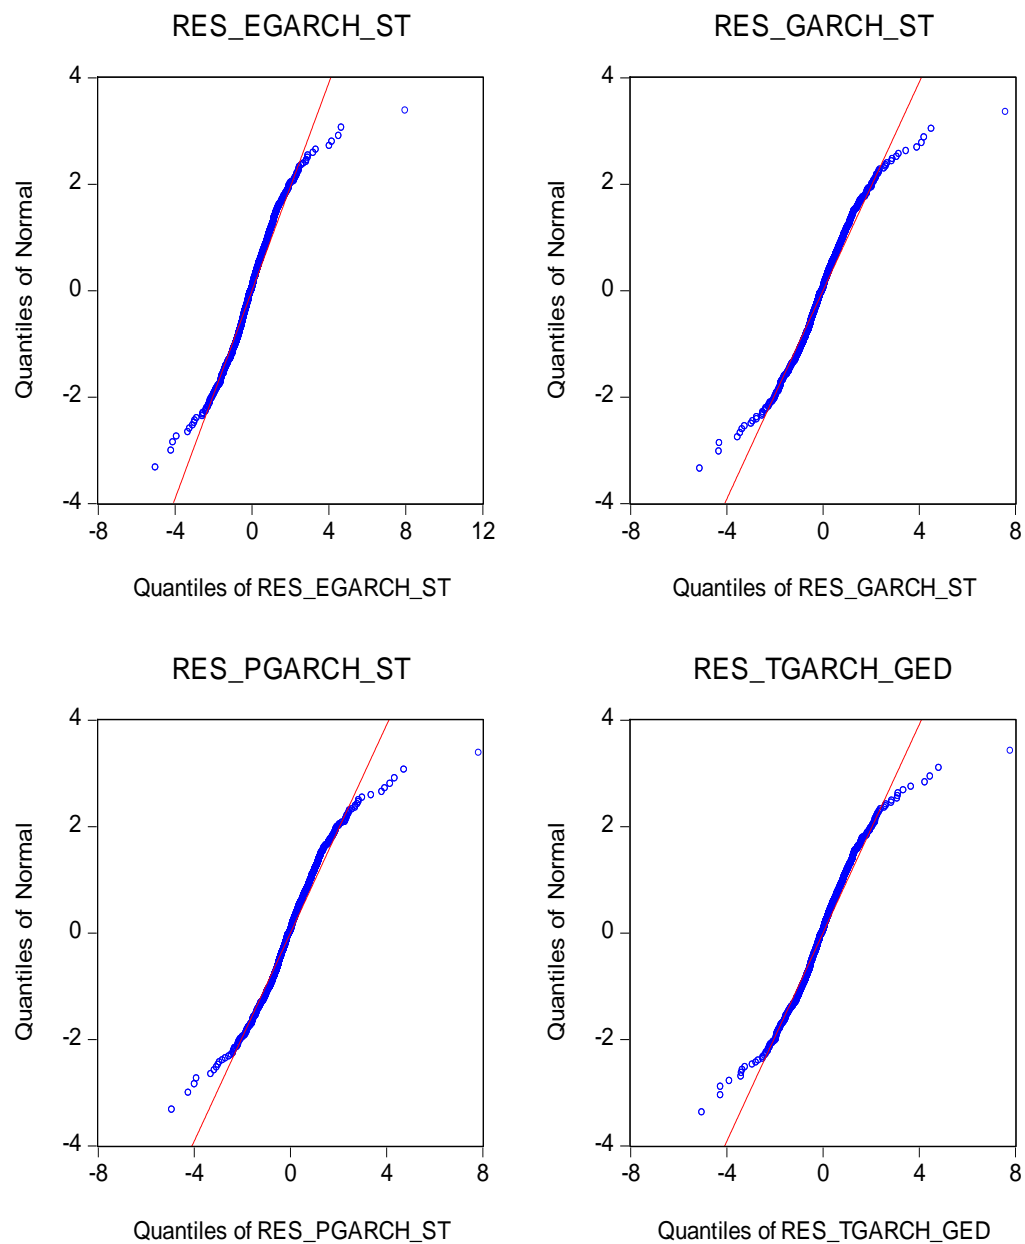 RES_EGARCH_ST
4
2
0
-2
-4
Quantiles of Normal
-8 -4 0 4 8 12
Quantiles of RES_EGARCH_ST
RES_GARCH_ST
4
2
0
-2
-4
Quantiles of Normal
-8 -4 0 4 8
Quantiles of RES_GARCH_ST
RES_PGARCH_ST
4
2
0
-2
-4
Quantiles of Normal
-8 -4 0 4 8
Quantiles of RES_PGARCH_ST
RES_TGARCH_GED
4
2
0
-2
-4
Quantiles of Normal
-8 -4 0 4 8
Quantiles of RES_TGARCH_GED